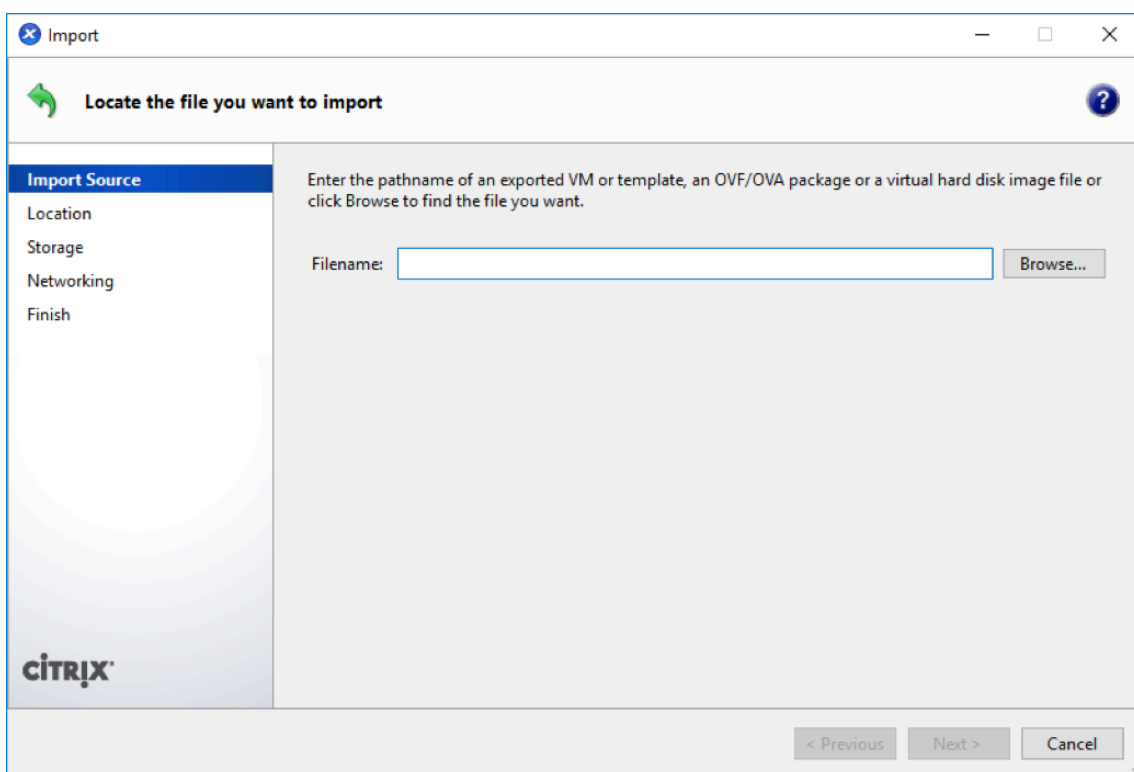 Import
Locate the file you want to import
?
Import Source
Location
Storage
Networking
Finish
Enter the pathname of an exported VM or template, an OVF/OVA package or a virtual hard disk image file or
click Browse to find the file you want.
Filename:
Browse...
CITRIX
< Previous
Next >
Cancel